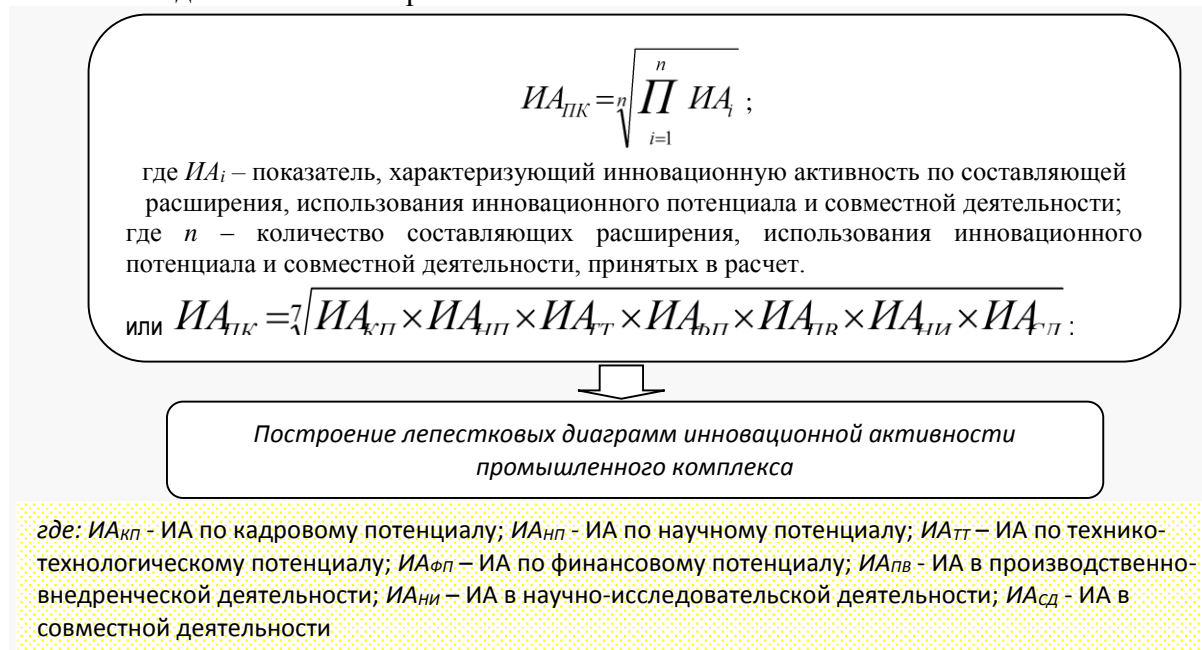 ИА_ПК = ⁿ√ ∏ⁿ_{i=1} ИА_i ;
где ИА_i – показатель, характеризующий инновационную активность по составляющей
расширения, использования инновационного потенциала и совместной деятельности;
где n – количество составляющих расширения, использования инновационного
потенциала и совместной деятельности, принятых в расчет.
или ИА_ПК = ⁷√ ИА_КП × ИА_НП × ИА_ТТ × ИА_ФП × ИА_ПВ × ИА_НИ × ИА_СД :
Построение лепестковых диаграмм инновационной активности
промышленного комплекса
где: ИА_КП - ИА по кадровому потенциалу; ИА_НП - ИА по научному потенциалу; ИА_ТТ – ИА по технико-
технологическому потенциалу; ИА_ФП – ИА по финансовому потенциалу; ИА_ПВ - ИА в производственно-
внедренческой деятельности; ИА_НИ – ИА в научно-исследовательской деятельности; ИА_СД - ИА в
совместной деятельности